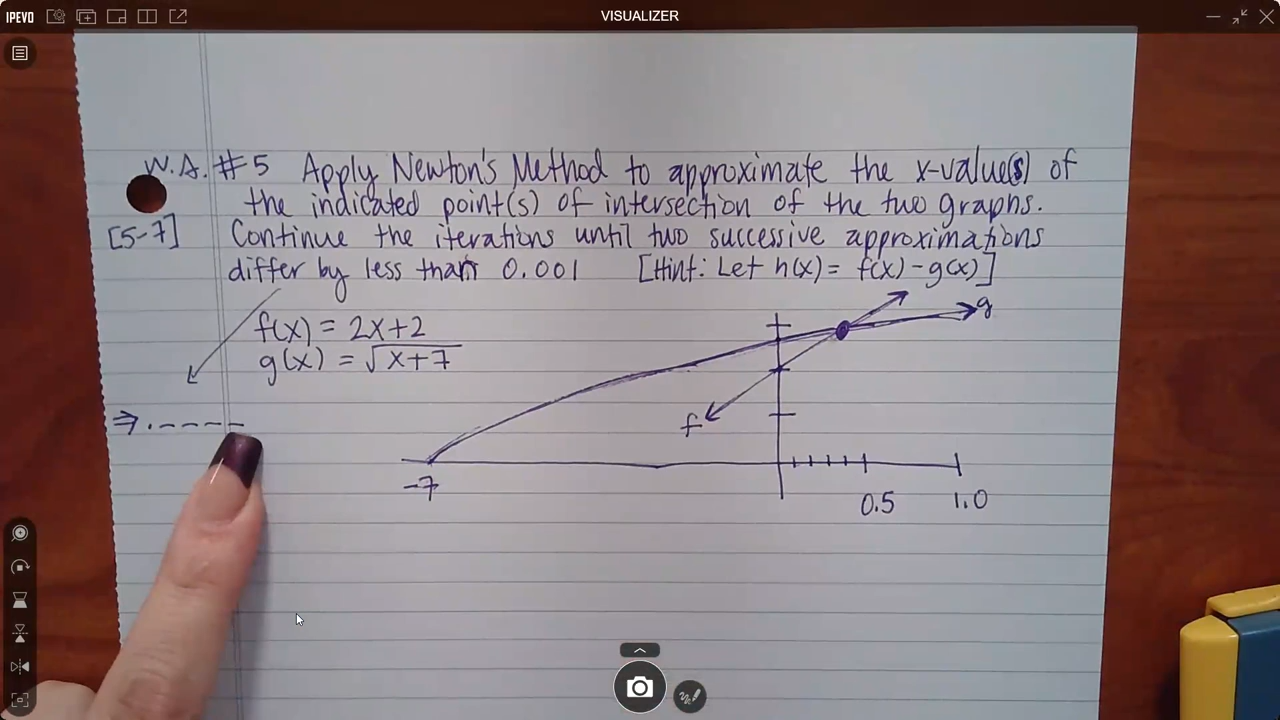 IPEVO
VISUALIZER
W.A. #5 Apply Newton's Method to approximate the x-value(s) of
the indicated point(s) of intersection of the two graphs.
[5-7] Continue the iterations until two successive approximations
differ by less than 0.001 [Hint: Let h(x) = f(x) - g(x)]
f(x) = 2x+2
g(x) = √x+7
g
f
⇒ . _ _ _ _
-7
0.5
1.0